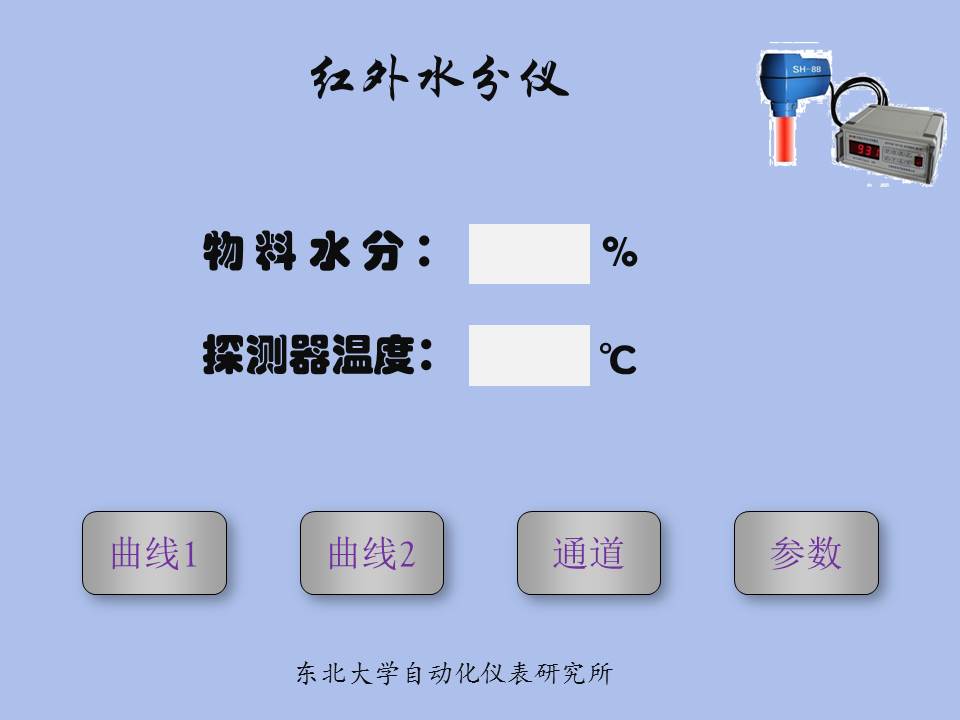 红外水分仪
SH-88
931
物料水分： %
探测器温度： ℃
曲线1 曲线2 通道 参数
东北大学自动化仪表研究所